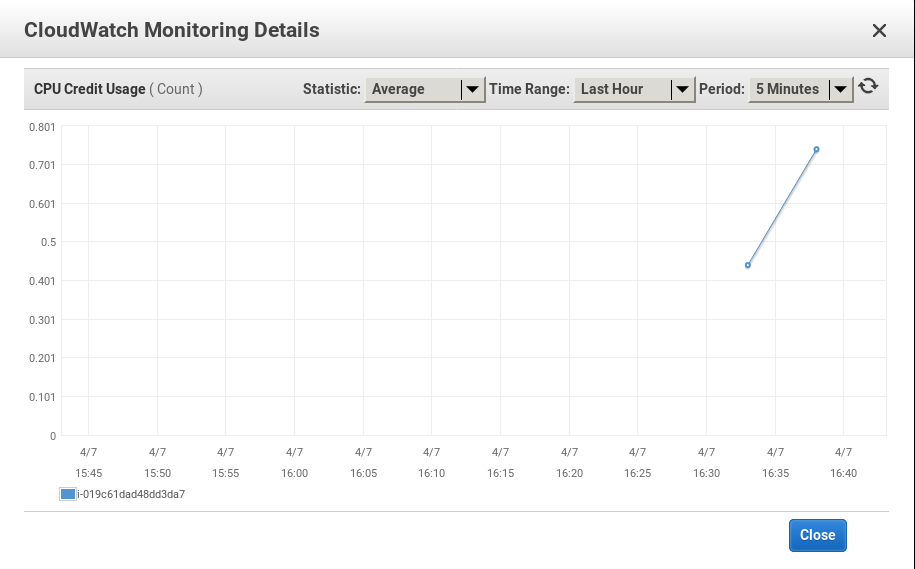 CloudWatch Monitoring Details
CPU Credit Usage ( Count ) Statistic: Average Time Range: Last Hour Period: 5 Minutes
0.801
0.701
0.601
0.5
0.401
0.301
0.201
0.101
0
4/7 4/7 4/7 4/7 4/7 4/7 4/7 4/7 4/7 4/7 4/7 4/7
15:45 15:50 15:55 16:00 16:05 16:10 16:15 16:20 16:25 16:30 16:35 16:40
i-019c61dad48dd3da7
Close